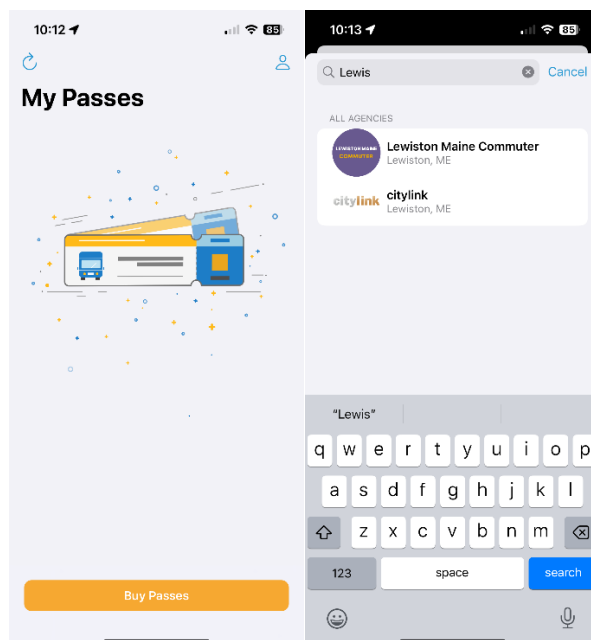 10:12
85
My Passes
Buy Passes
10:13
85
Lewis
Cancel
ALL AGENCIES
LEWISTON MAINE
COMMUTER
Lewiston Maine Commuter
Lewiston, ME
citylink
citylink
Lewiston, ME
"Lewis"
q w e r t y u i o p
a s d f g h j k l
z x c v b n m
123 space search